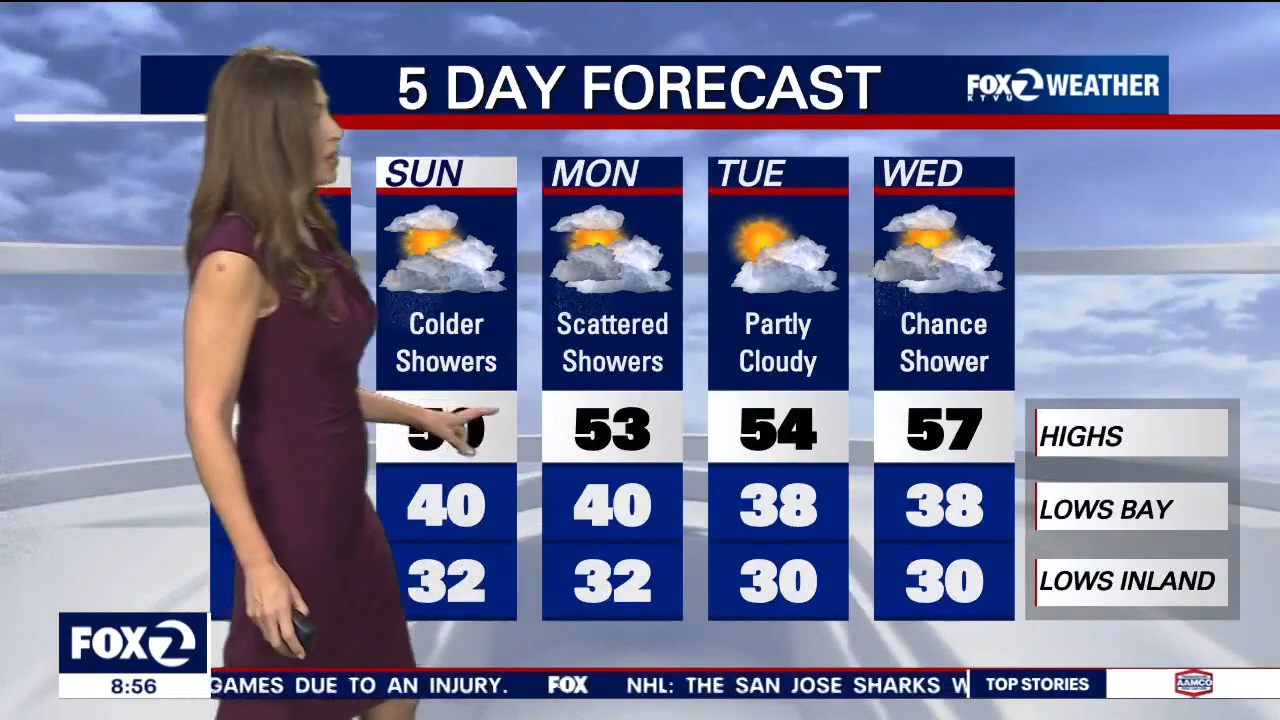 5 DAY FORECAST
FOX 2 WEATHER
KTVU
SUN
MON
TUE
WED
Colder
Showers
Scattered
Showers
Partly
Cloudy
Chance
Shower
53
54
57
HIGHS
40
40
38
38
LOWS BAY
32
32
30
30
LOWS INLAND
FOX 2
8:56
GAMES DUE TO AN INJURY. FOX NHL: THE SAN JOSE SHARKS W
TOP STORIES
AAMCO